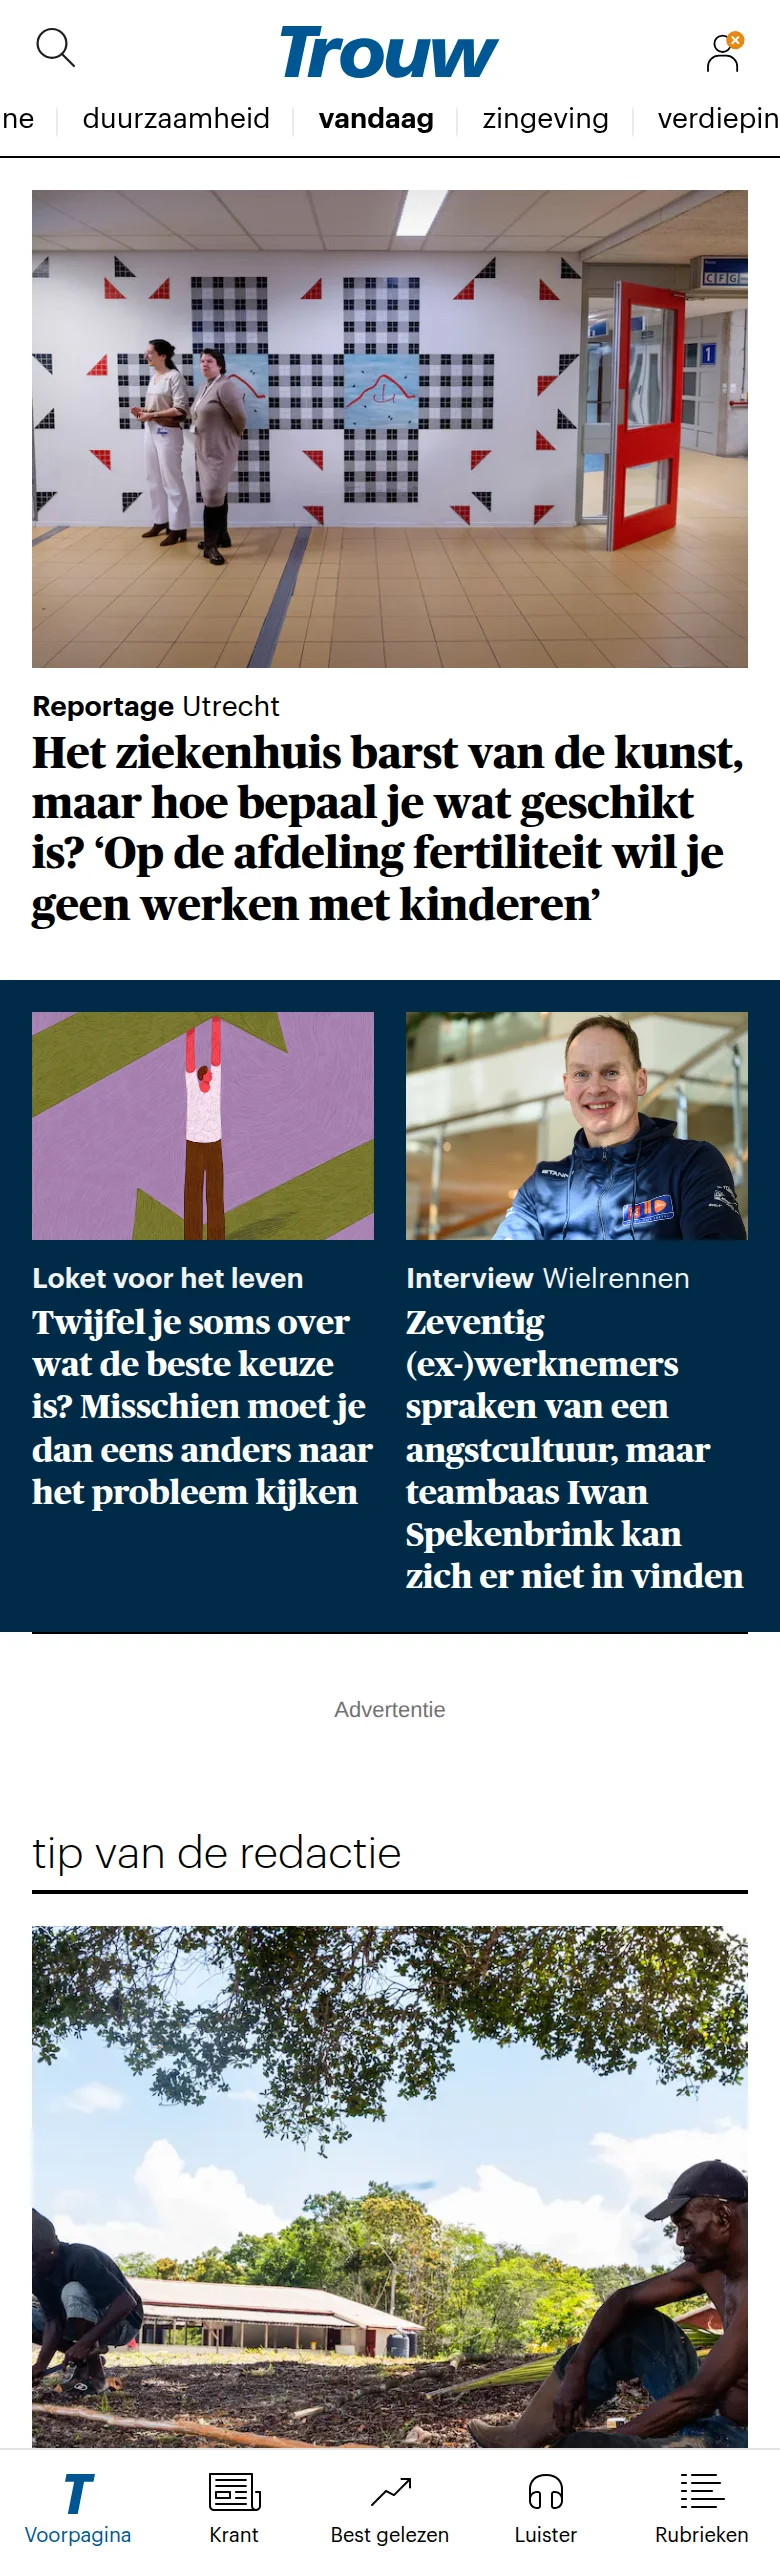 Trouw
ne
duurzaamheid
vandaag
zingeving
verdiepin
C F G
1
Reportage Utrecht
Het ziekenhuis barst van de kunst,
maar hoe bepaal je wat geschikt
is? ‘Op de afdeling fertiliteit wil je
geen werken met kinderen’
Loket voor het leven
Twijfel je soms over
wat de beste keuze
is? Misschien moet je
dan eens anders naar
het probleem kijken
Interview Wielrennen
Zeventig
(ex-)werknemers
spraken van een
angstcultuur, maar
teambaas Iwan
Spekenbrink kan
zich er niet in vinden
Advertentie
tip van de redactie
T
Voorpagina
Krant
Best gelezen
Luister
Rubrieken